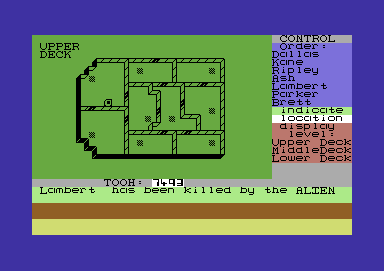 UPPER
DECK
CONTROL
Order:
Dallas
Kane
Ripley
Ash
Lambert
Parker
Brett
indicate
location
display
level:
Upper Deck
MiddleDeck
Lower Deck
TOOH: 7493
Lambert has been killed by the ALIEN